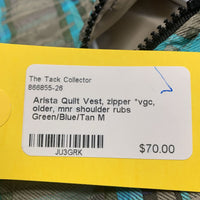 The Tack Collector
866855-26
Arista Quilt Vest, zipper *vgc,
older, mnr shoulder rubs
Green/Blue/Tan M
JU3GRK
$70.00